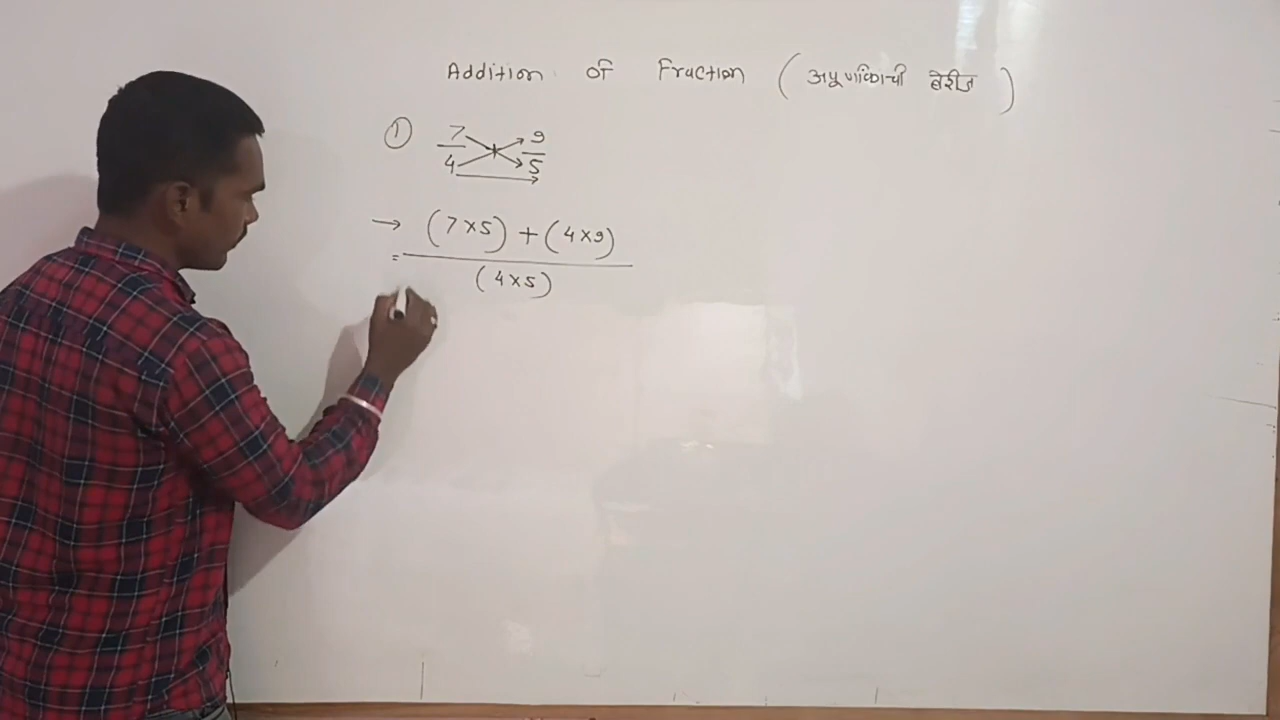 Addition of Fraction (अपूर्णांकाची बेरीज)
① 7/4 + 9/5
→ (7×5) + (4×9)
= (4×5)